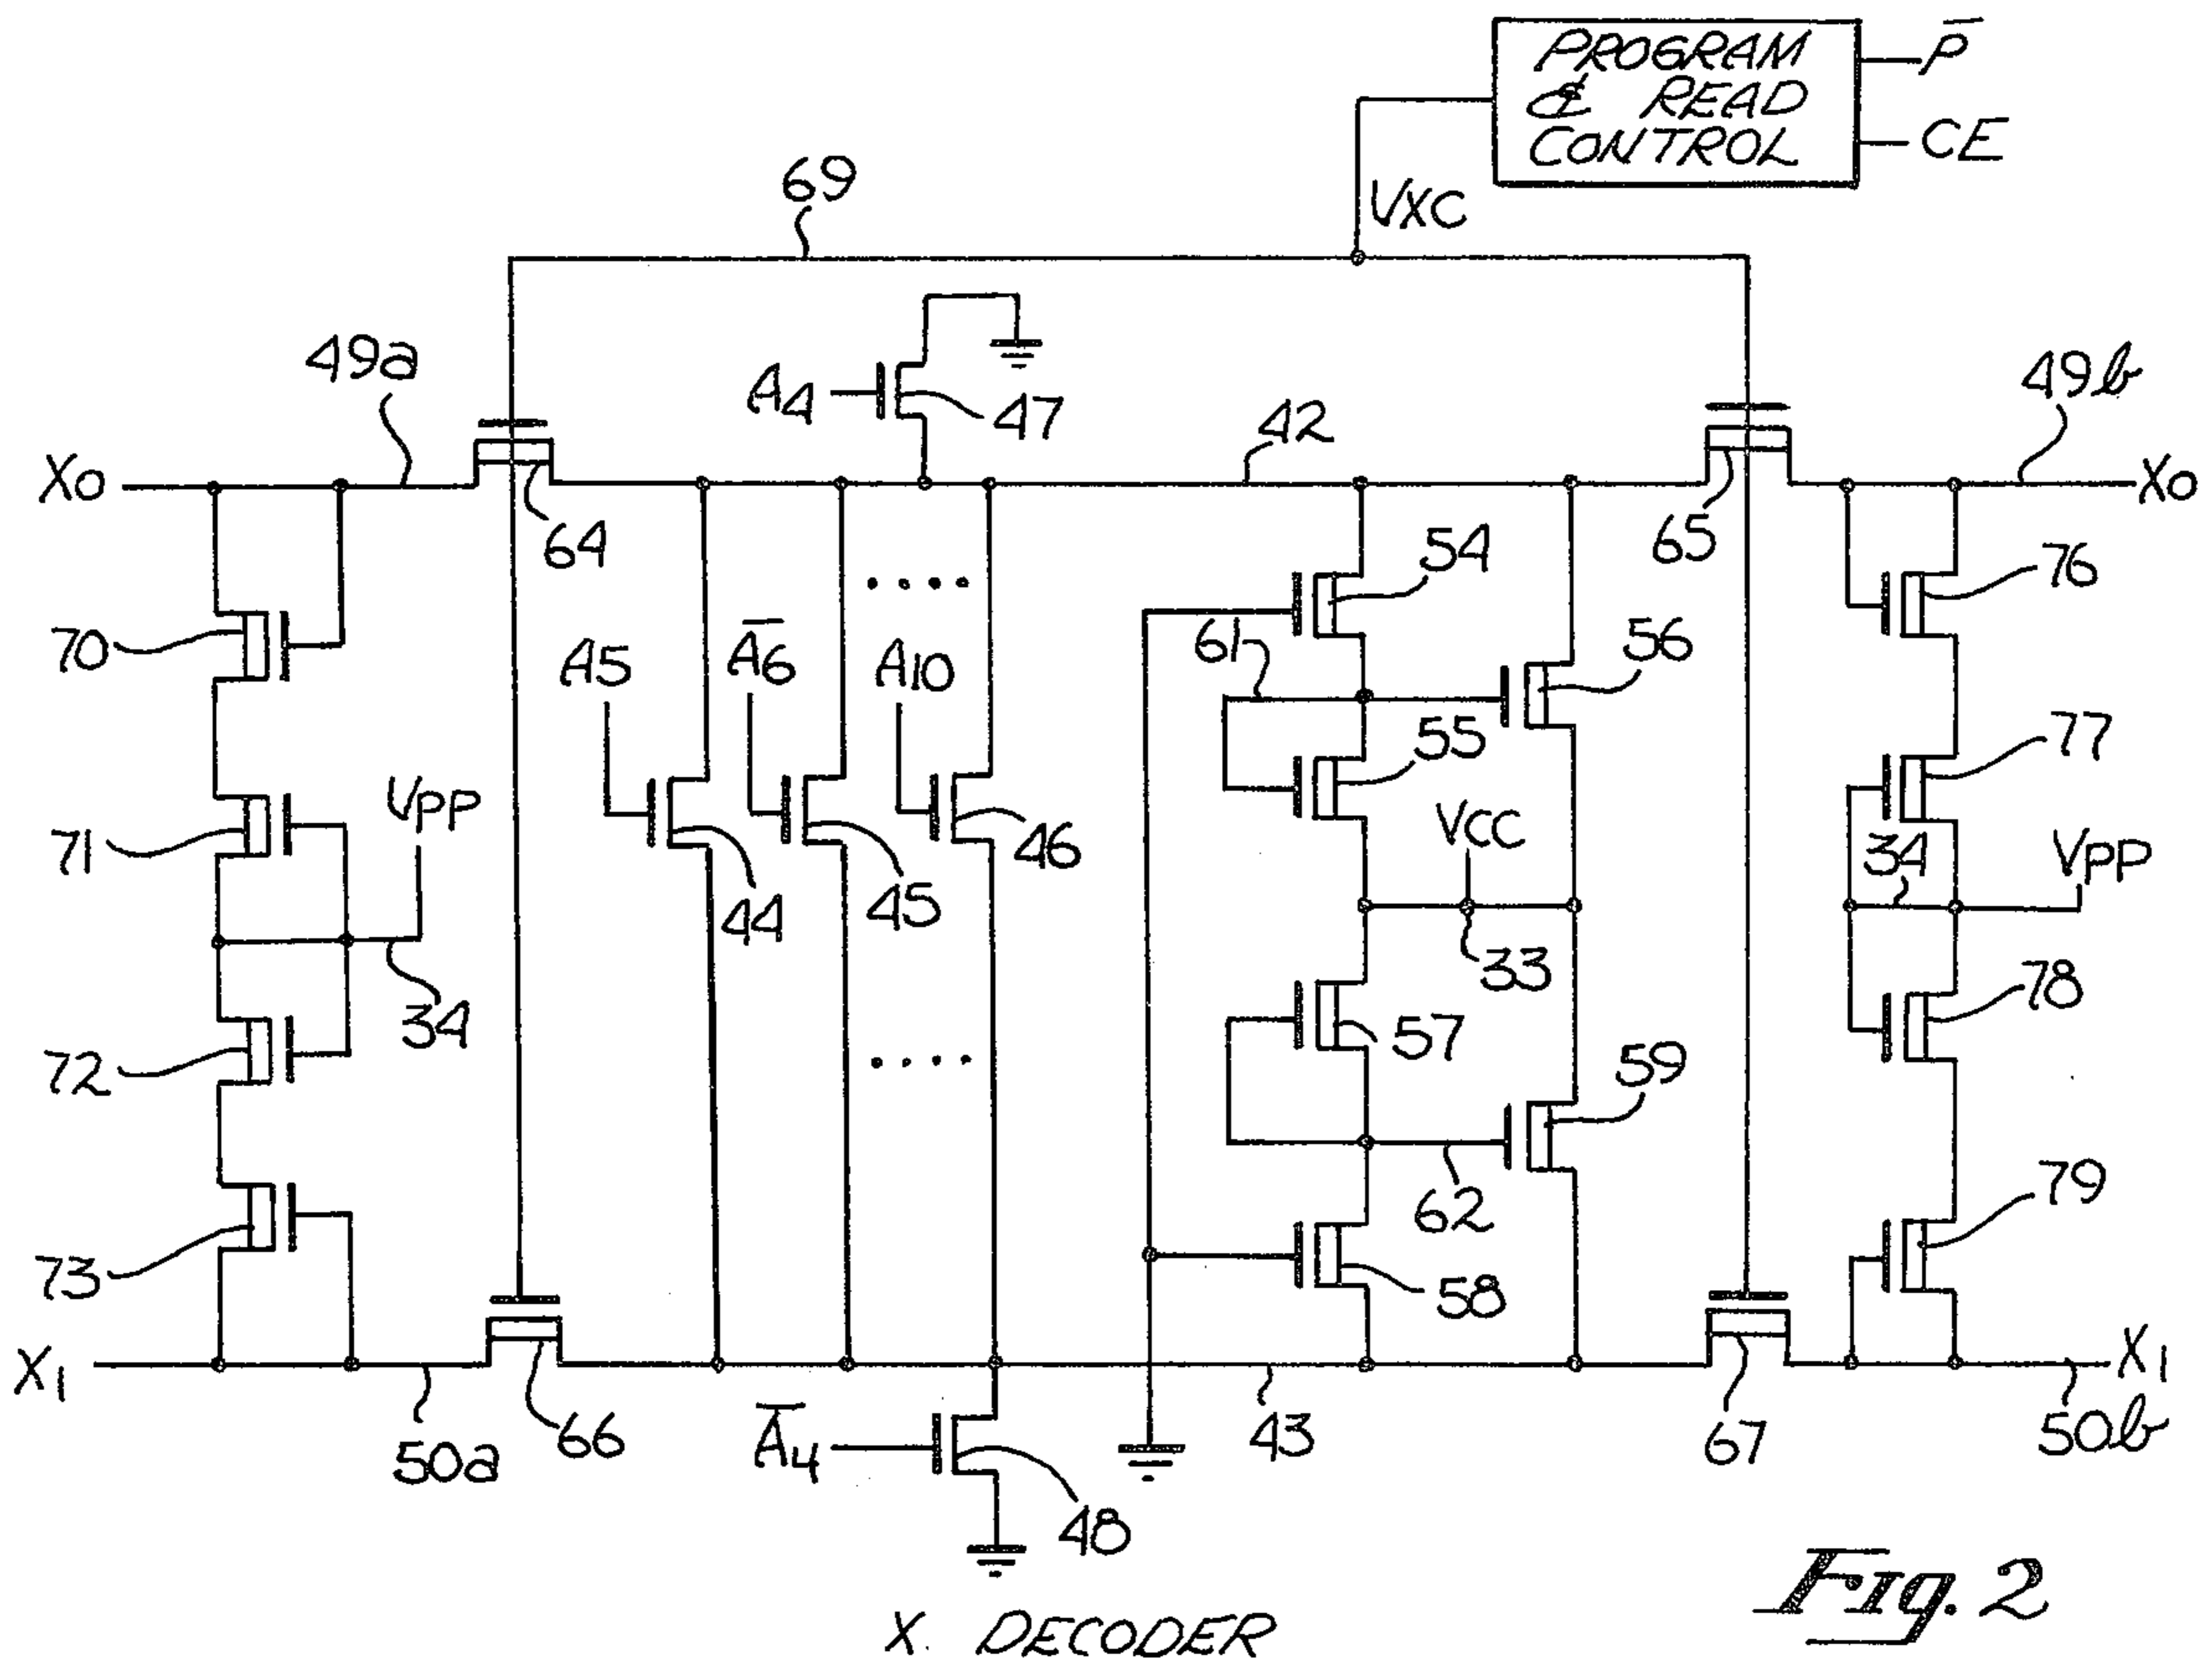 PROGRAM
& READ
CONTROL
P̅
CE
VXC
69
49a
A4
47
42
49b
X0
X0
64
65
54
76
70
A5
A̅6
A10
61
56
55
77
71
VPP
VCC
34
VPP
46
44
45
33
34
57
78
72
59
62
79
73
58
X1
X1
50a
66
A̅4
43
67
50b
48
Fig. 2
X. DECODER